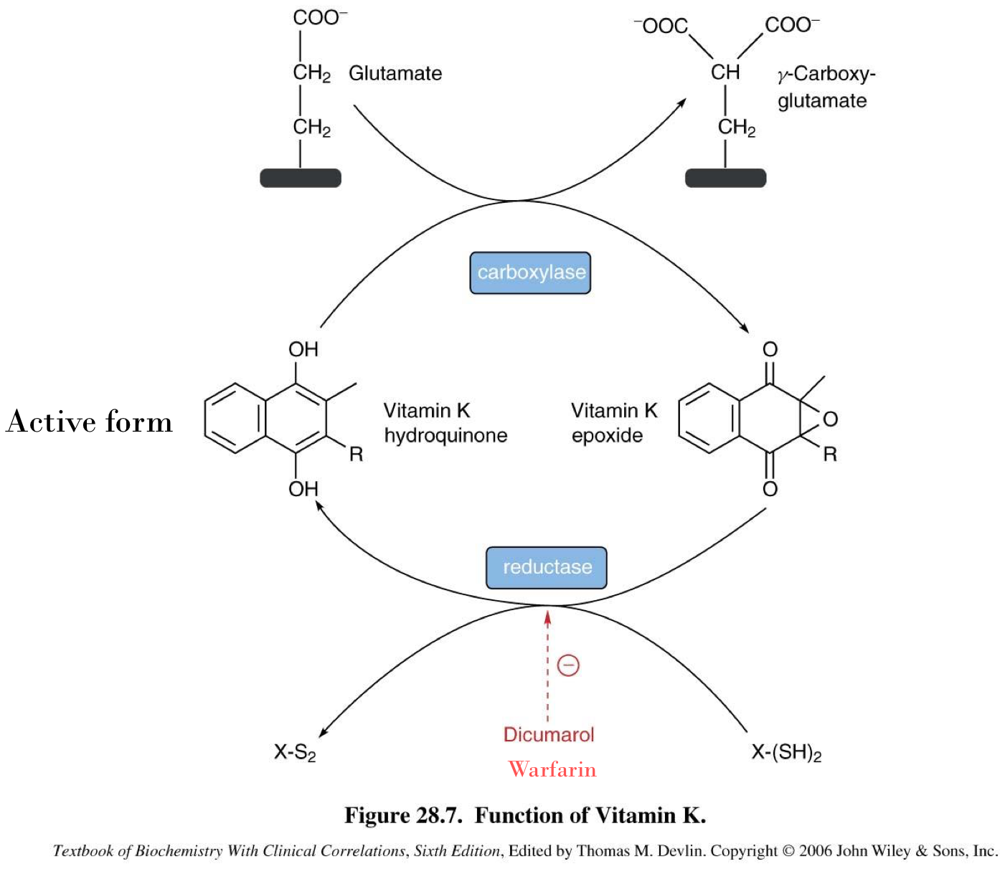 COO⁻
CH₂ Glutamate
CH₂
⁻OOC COO⁻
CH γ-Carboxy-
glutamate
CH₂
carboxylase
OH
Active form
Vitamin K
hydroquinone
R
OH
Vitamin K
epoxide
O
O
R
O
reductase
−
Dicumarol
Warfarin
X-S₂
X-(SH)₂
Figure 28.7. Function of Vitamin K.
Textbook of Biochemistry With Clinical Correlations, Sixth Edition, Edited by Thomas M. Devlin. Copyright © 2006 John Wiley & Sons, Inc.